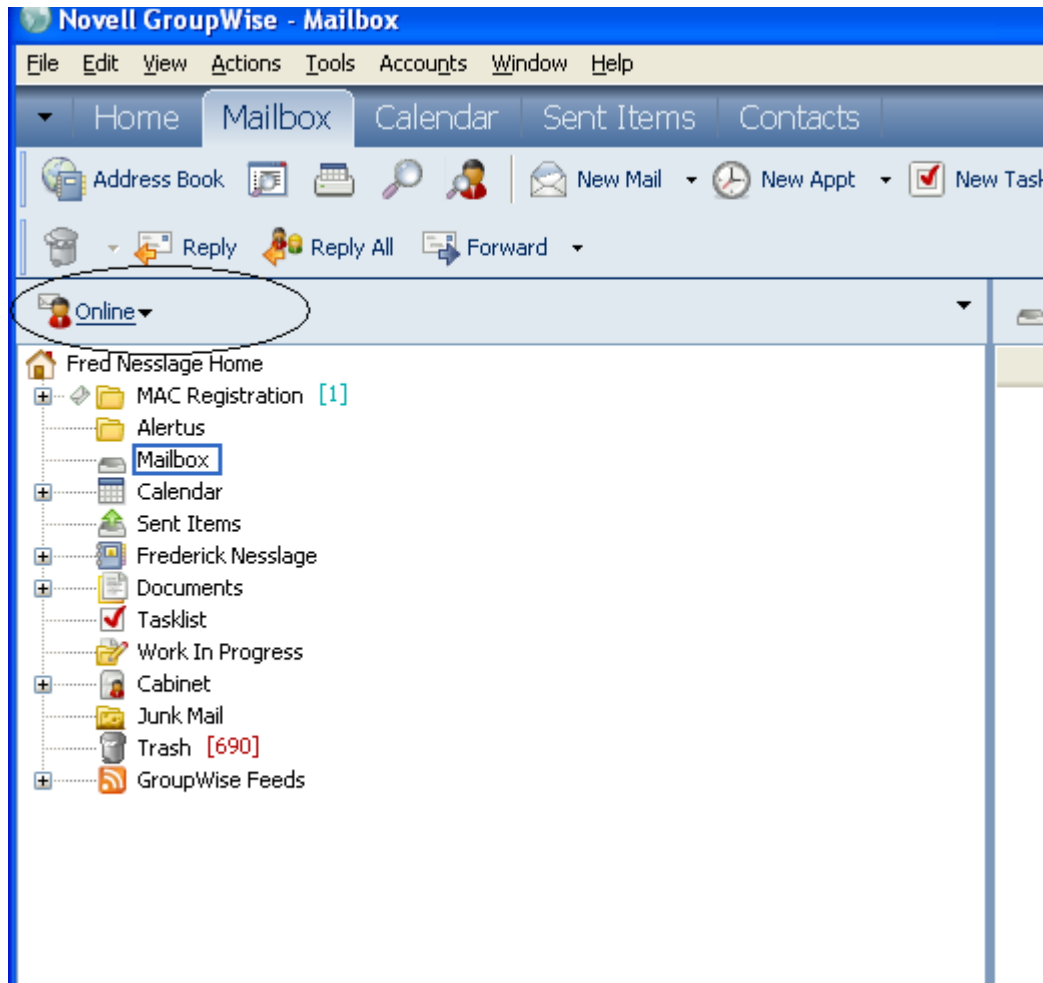 Novell GroupWise - Mailbox
File Edit View Actions Tools Accounts Window Help
Home Mailbox Calendar Sent Items Contacts
Address Book New Mail New Appt New Task
Reply Reply All Forward
Online
Fred Nesslage Home
MAC Registration [1]
Alertus
Mailbox
Calendar
Sent Items
Frederick Nesslage
Documents
Tasklist
Work In Progress
Cabinet
Junk Mail
Trash [690]
GroupWise Feeds